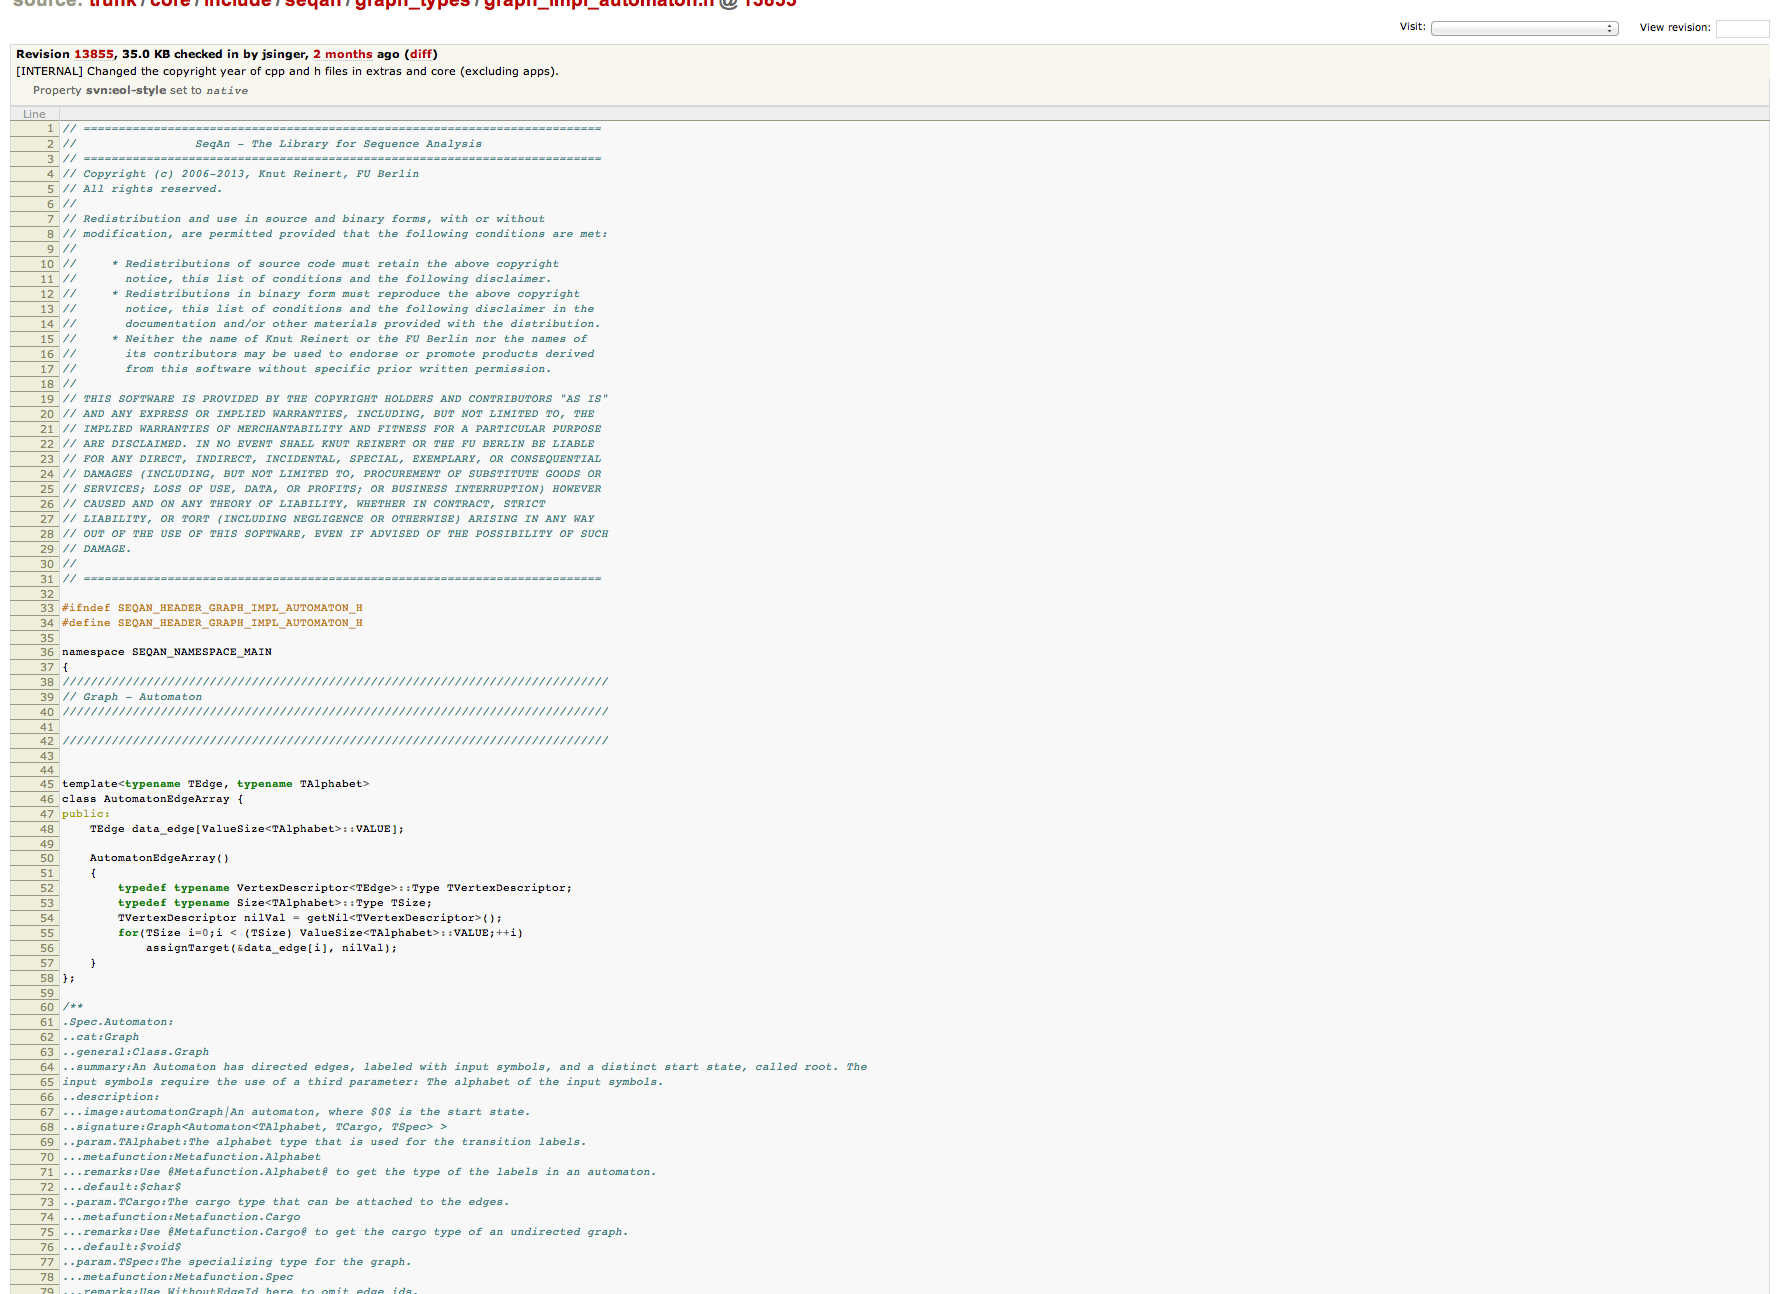 source: trunk / core / include / seqan / graph_types / graph_impl_automaton.h @ 13855
Visit: View revision:
Revision 13855, 35.0 KB checked in by jsinger, 2 months ago (diff)
[INTERNAL] Changed the copyright year of cpp and h files in extras and core (excluding apps).
Property svn:eol-style set to native
Line
1 // ==========================================================================
2 //                 SeqAn - The Library for Sequence Analysis
3 // ==========================================================================
4 // Copyright (c) 2006-2013, Knut Reinert, FU Berlin
5 // All rights reserved.
6 //
7 // Redistribution and use in source and binary forms, with or without
8 // modification, are permitted provided that the following conditions are met:
9 //
10 //     * Redistributions of source code must retain the above copyright
11 //       notice, this list of conditions and the following disclaimer.
12 //     * Redistributions in binary form must reproduce the above copyright
13 //       notice, this list of conditions and the following disclaimer in the
14 //       documentation and/or other materials provided with the distribution.
15 //     * Neither the name of Knut Reinert or the FU Berlin nor the names of
16 //       its contributors may be used to endorse or promote products derived
17 //       from this software without specific prior written permission.
18 //
19 // THIS SOFTWARE IS PROVIDED BY THE COPYRIGHT HOLDERS AND CONTRIBUTORS "AS IS"
20 // AND ANY EXPRESS OR IMPLIED WARRANTIES, INCLUDING, BUT NOT LIMITED TO, THE
21 // IMPLIED WARRANTIES OF MERCHANTABILITY AND FITNESS FOR A PARTICULAR PURPOSE
22 // ARE DISCLAIMED. IN NO EVENT SHALL KNUT REINERT OR THE FU BERLIN BE LIABLE
23 // FOR ANY DIRECT, INDIRECT, INCIDENTAL, SPECIAL, EXEMPLARY, OR CONSEQUENTIAL
24 // DAMAGES (INCLUDING, BUT NOT LIMITED TO, PROCUREMENT OF SUBSTITUTE GOODS OR
25 // SERVICES; LOSS OF USE, DATA, OR PROFITS; OR BUSINESS INTERRUPTION) HOWEVER
26 // CAUSED AND ON ANY THEORY OF LIABILITY, WHETHER IN CONTRACT, STRICT
27 // LIABILITY, OR TORT (INCLUDING NEGLIGENCE OR OTHERWISE) ARISING IN ANY WAY
28 // OUT OF THE USE OF THIS SOFTWARE, EVEN IF ADVISED OF THE POSSIBILITY OF SUCH
29 // DAMAGE.
30 //
31 // ==========================================================================
32
33 #ifndef SEQAN_HEADER_GRAPH_IMPL_AUTOMATON_H
34 #define SEQAN_HEADER_GRAPH_IMPL_AUTOMATON_H
35
36 namespace SEQAN_NAMESPACE_MAIN
37 {
38 //////////////////////////////////////////////////////////////////////////////
39 // Graph - Automaton
40 //////////////////////////////////////////////////////////////////////////////
41
42 //////////////////////////////////////////////////////////////////////////////
43
44
45 template<typename TEdge, typename TAlphabet>
46 class AutomatonEdgeArray {
47 public:
48     TEdge data_edge[ValueSize<TAlphabet>::VALUE];
49
50     AutomatonEdgeArray()
51     {
52         typedef typename VertexDescriptor<TEdge>::Type TVertexDescriptor;
53         typedef typename Size<TAlphabet>::Type TSize;
54         TVertexDescriptor nilVal = getNil<TVertexDescriptor>();
55         for(TSize i=0;i < (TSize) ValueSize<TAlphabet>::VALUE;++i)
56             assignTarget(&data_edge[i], nilVal);
57     }
58 };
59
60 /**
61 .Spec.Automaton:
62 ..cat:Graph
63 ..general:Class.Graph
64 ..summary:An Automaton has directed edges, labeled with input symbols, and a distinct start state, called root. The
65 input symbols require the use of a third parameter: The alphabet of the input symbols.
66 ..description:
67 ...image:automatonGraph|An automaton, where $0$ is the start state.
68 ..signature:Graph<Automaton<TAlphabet, TCargo, TSpec> >
69 ..param.TAlphabet:The alphabet type that is used for the transition labels.
70 ...metafunction:Metafunction.Alphabet
71 ...remarks:Use @Metafunction.Alphabet@ to get the type of the labels in an automaton.
72 ...default:$char$
73 ..param.TCargo:The cargo type that can be attached to the edges.
74 ...metafunction:Metafunction.Cargo
75 ...remarks:Use @Metafunction.Cargo@ to get the cargo type of an undirected graph.
76 ...default:$void$
77 ..param.TSpec:The specializing type for the graph.
78 ...metafunction:Metafunction.Spec
79 ...remarks:Use WithoutEdgeId here to omit edge ids.